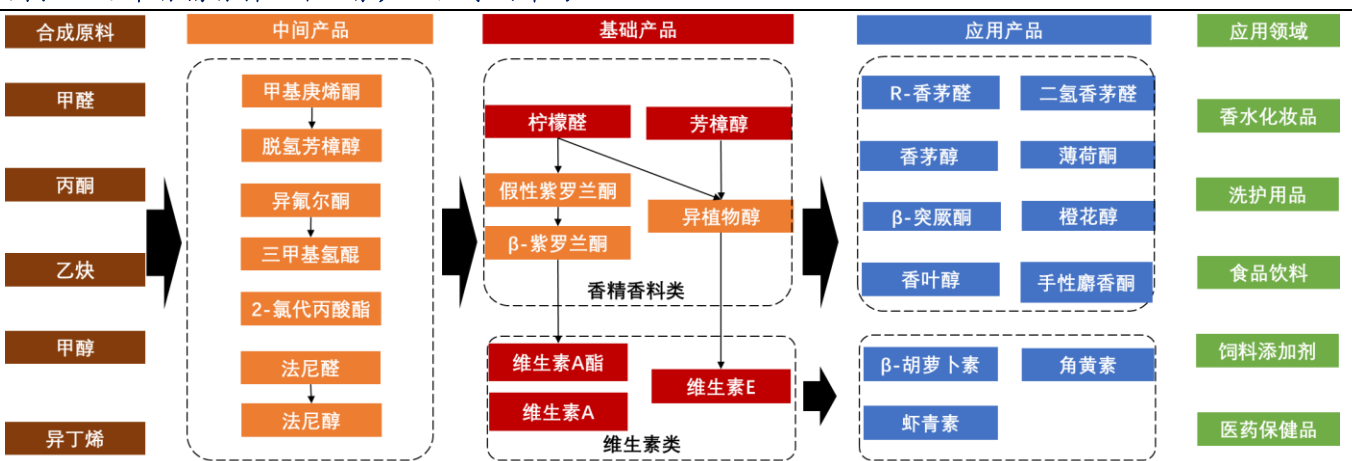 合成原料
甲醛
丙酮
乙炔
甲醇
异丁烯
中间产品
甲基庚烯酮
脱氢芳樟醇
异氟尔酮
三甲基氢醌
2-氯代丙酸酯
法尼醛
法尼醇
基础产品
柠檬醛
芳樟醇
假性紫罗兰酮
异植物醇
β-紫罗兰酮
香精香料类
维生素A酯
维生素E
维生素A
维生素类
应用产品
R-香茅醛
二氢香茅醛
香茅醇
薄荷酮
β-突厥酮
橙花醇
香叶醇
手性麝香酮
β-胡萝卜素
角黄素
虾青素
应用领域
香水化妆品
洗护用品
食品饮料
饲料添加剂
医药保健品